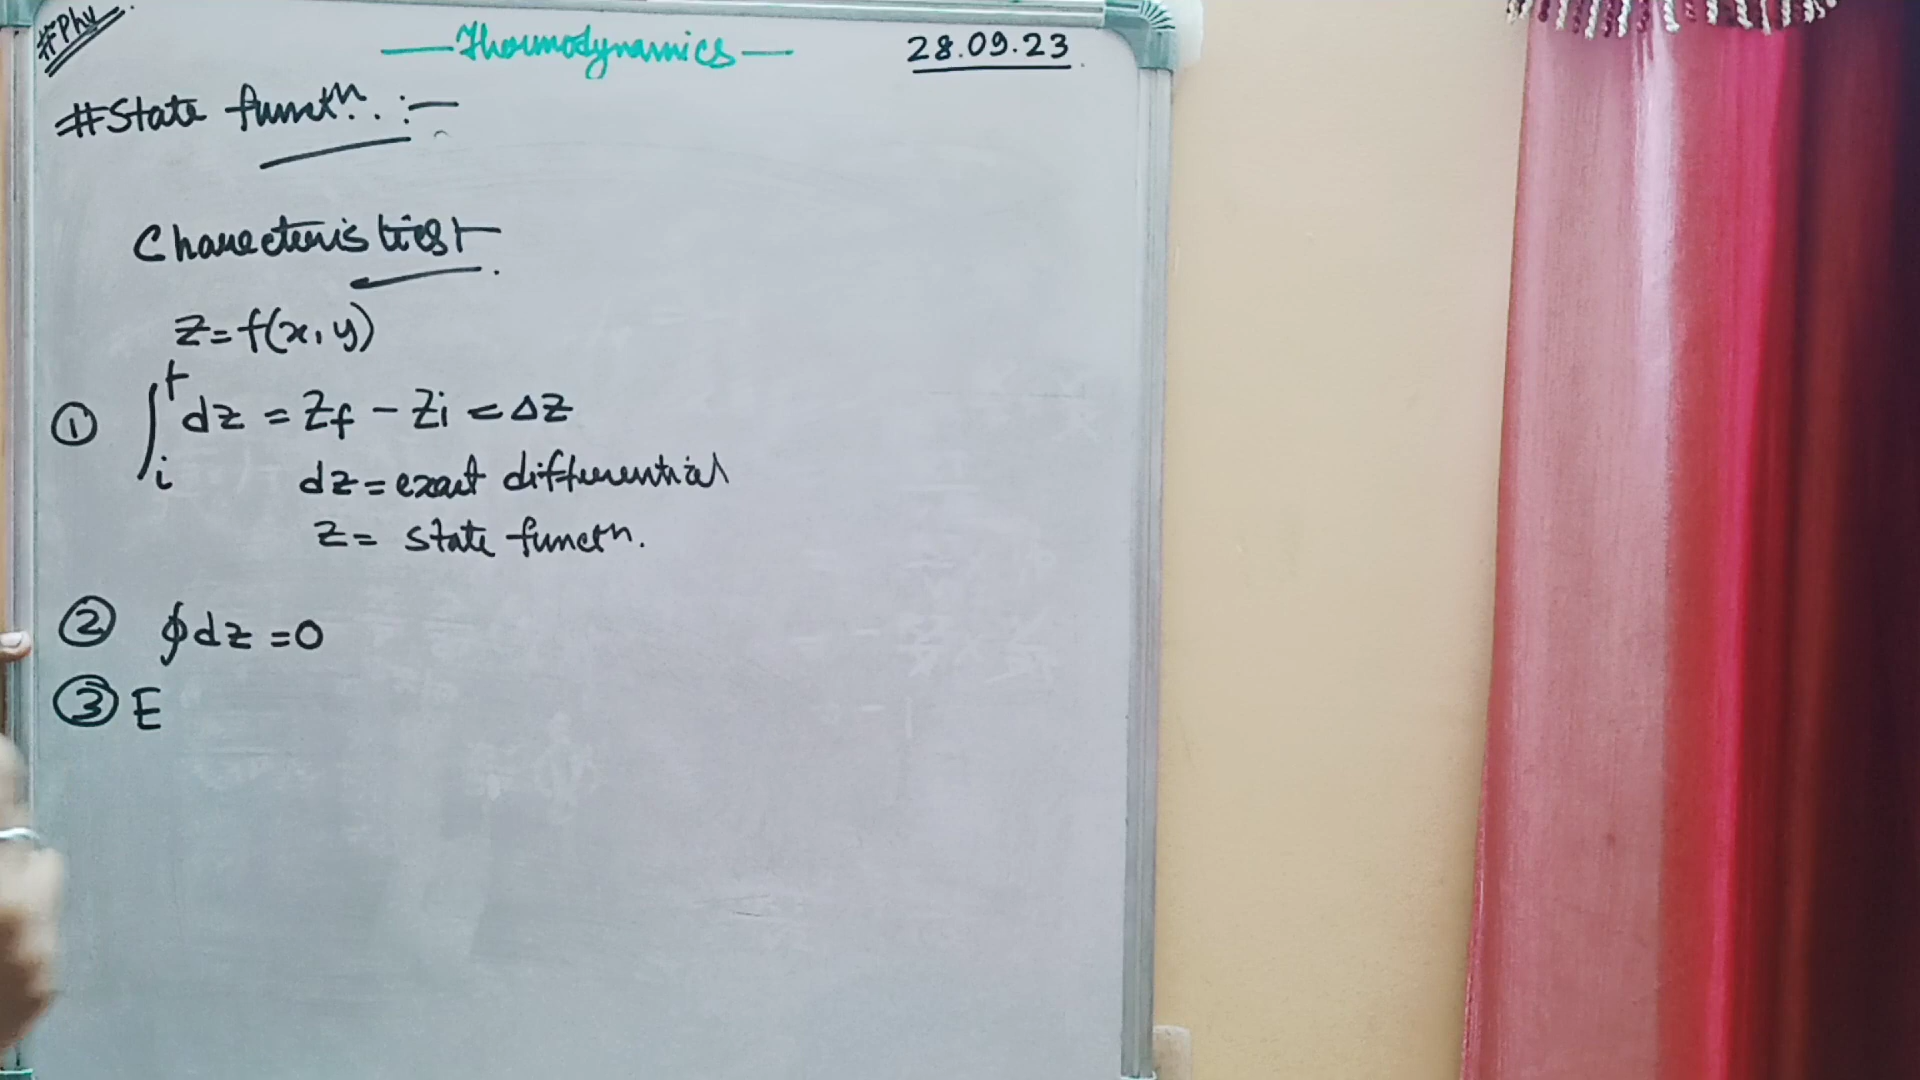 #Phy
—Thermodynamics—
28.09.23
#State functn. :—
Characteristics :-
Z=f(x, y)
① ∫ᵢᶠ dz = Zf - Zi = ΔZ
dz = exact differential
Z= state functn.
② ∮dz =0
③ E